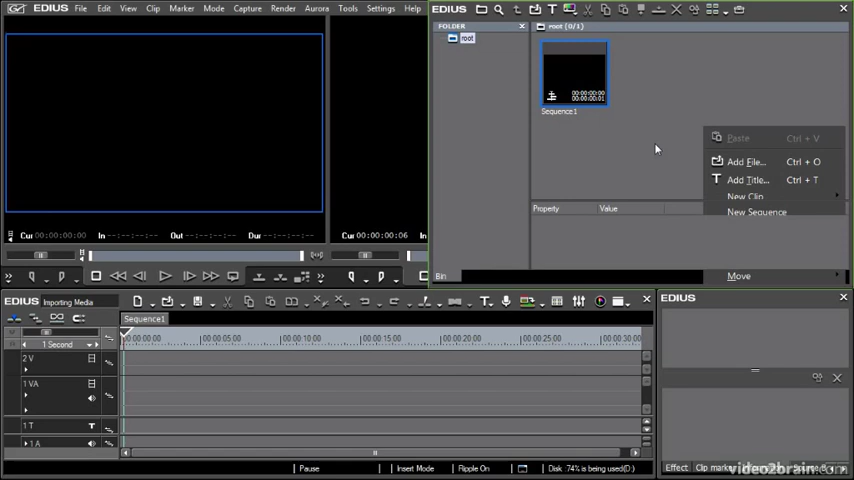 File Edit View Clip Marker Mode Capture Render Aurora Tools Settings Help
Cur 00:00:00:00 In --:--:--:-- Out --:--:--:-- Dur --:--:--:--
Cur 00:00:00:06 In
EDIUS
FOLDER
root
root (0/1)
00:00:00:00
00:00:00:01
Sequence1
Paste Ctrl + V
Add File... Ctrl + O
Add Title... Ctrl + T
New Clip
New Sequence
Move
Property Value
Bin
EDIUS Importing Media
Sequence1
1 Second
00:00:00:00 00:00:05:00 00:00:10:00 00:00:15:00 00:00:20:00 00:00:25:00 00:00:30:00
2 V
1 VA
1 T
1 A
Pause Insert Mode Ripple On Disk :74% is being used(D:)
EDIUS
Effect Clip marker
video2brain.com